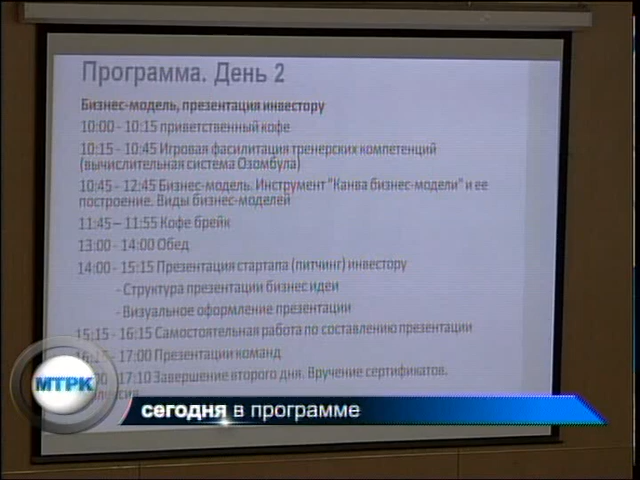 Программа. День 2
Бизнес-модель, презентация инвестору
10:00 - 10:15 приветственный кофе
10:15 - 10:45 Игровая фасилитация тренерских компетенций
(вычислительная система Озомбула)
10:45 - 12:45 Бизнес-модель. Инструмент "Канва бизнес-модели" и ее
построение. Виды бизнес-моделей
11:45 – 11:55 Кофе брейк
13:00 - 14:00 Обед
14:00 - 15:15 Презентация стартапа (питчинг) инвестору
- Структура презентации бизнес идеи
- Визуальное оформление презентации
15:15 - 16:15 Самостоятельная работа по составлению презентации
16:15 - 17:00 Презентации команд
17:10 Завершение второго дня. Вручение сертификатов.
МТРК
сегодня в программе